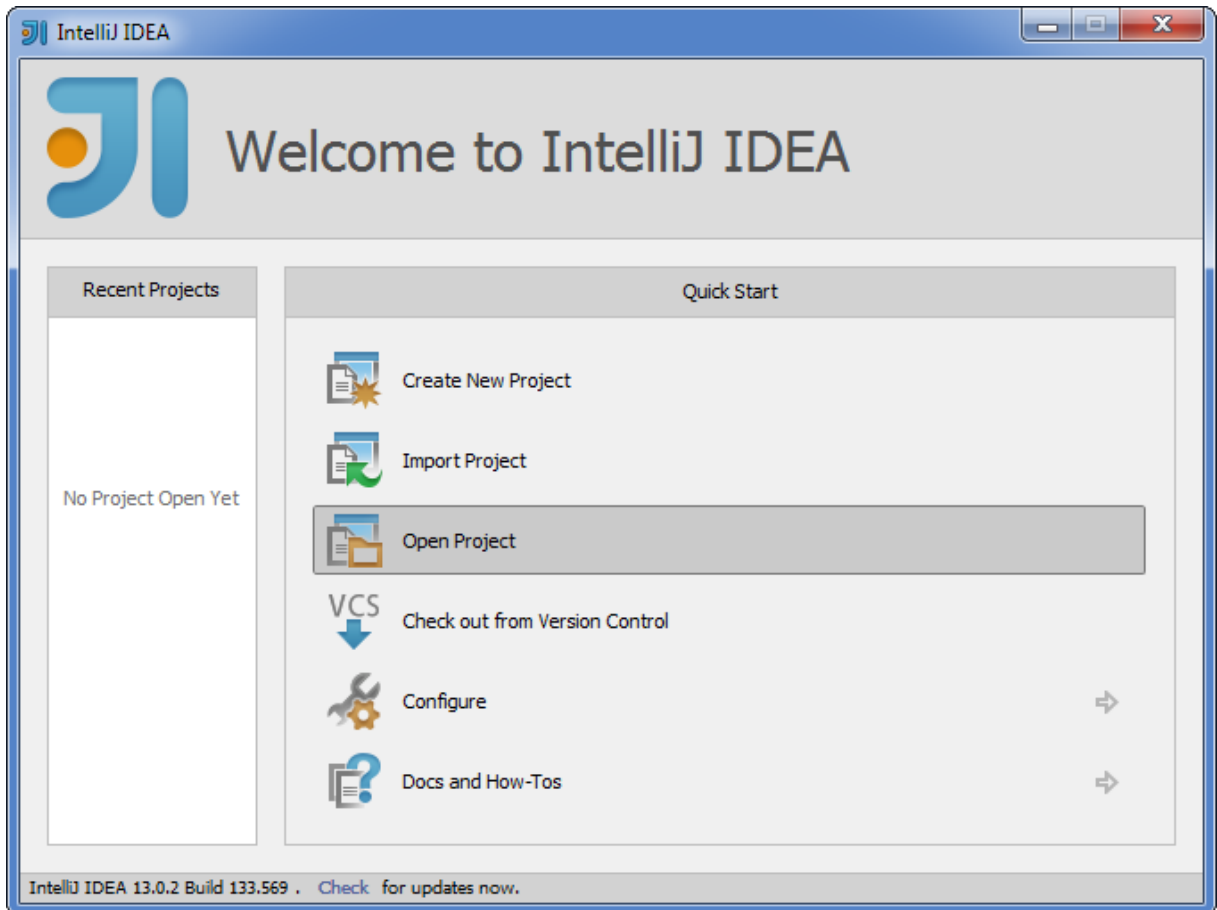 IntelliJ IDEA
Welcome to IntelliJ IDEA
Recent Projects
No Project Open Yet
Quick Start
Create New Project
Import Project
Open Project
VCS
Check out from Version Control
Configure
Docs and How-Tos
IntelliJ IDEA 13.0.2 Build 133.569 . Check for updates now.